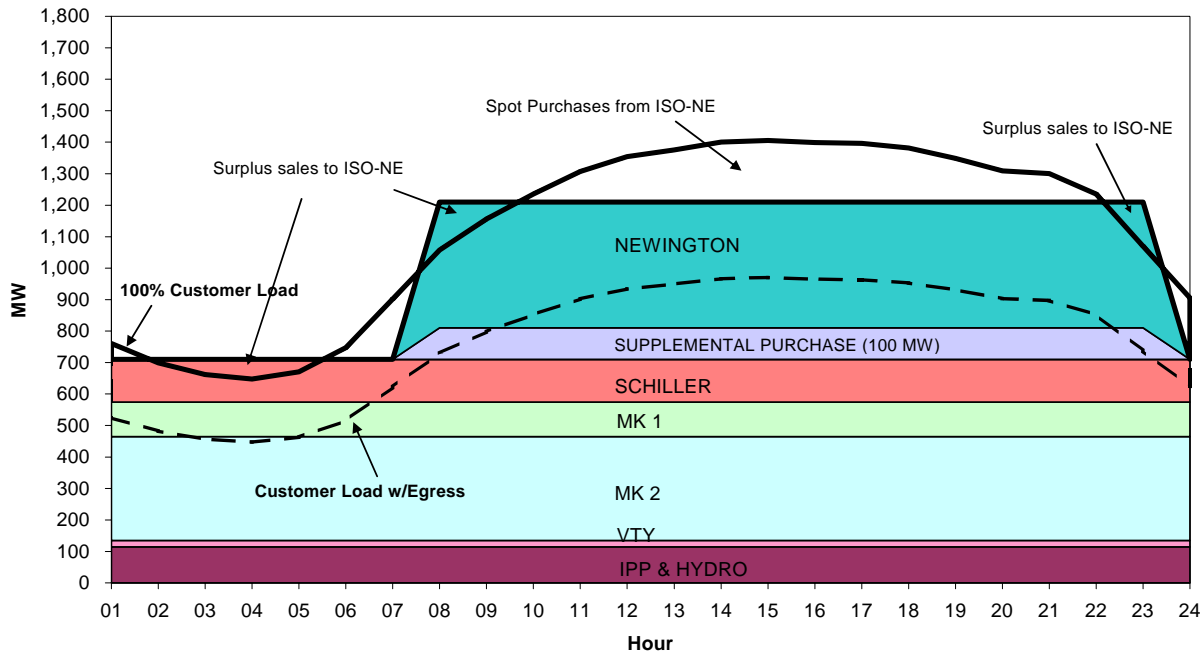 1,800
1,700
1,600
1,500
1,400
1,300
1,200
1,100
1,000
900
800
700
600
500
400
300
200
100
0
MW
Spot Purchases from ISO-NE
Surplus sales to ISO-NE
Surplus sales to ISO-NE
NEWINGTON
100% Customer Load
SUPPLEMENTAL PURCHASE (100 MW)
SCHILLER
MK 1
Customer Load w/Egress
MK 2
VTY
IPP & HYDRO
01 02 03 04 05 06 07 08 09 10 11 12 13 14 15 16 17 18 19 20 21 22 23 24
Hour